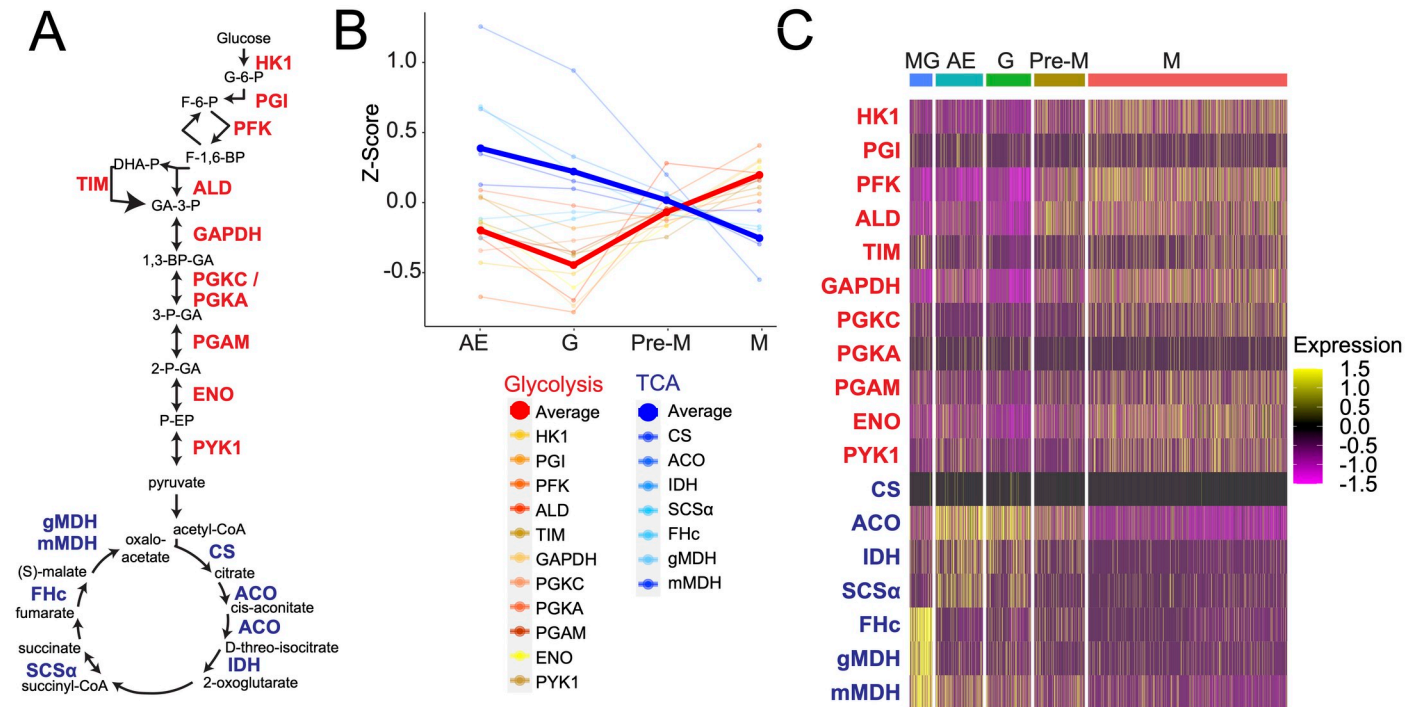 A
Glucose
HK1
G-6-P
PGI
F-6-P
PFK
F-1,6-BP
DHA-P
TIM
ALD
GA-3-P
GAPDH
1,3-BP-GA
PGKC /
PGKA
3-P-GA
PGAM
2-P-GA
ENO
P-EP
PYK1
pyruvate
acetyl-CoA
gMDH
mMDH
oxalo-
acetate
CS
citrate
(S)-malate
ACO
cis-aconitate
FHc
fumarate
ACO
D-threo-isocitrate
succinate
IDH
SCSα
succinyl-CoA
2-oxoglutarate
B
Z-Score
1.0
0.5
0.0
-0.5
AE G Pre-M M
Glycolysis
Average
HK1
PGI
PFK
ALD
TIM
GAPDH
PGKC
PGKA
PGAM
ENO
PYK1
TCA
Average
CS
ACO
IDH
SCSα
FHc
gMDH
mMDH
C
MG AE G Pre-M M
HK1
PGI
PFK
ALD
TIM
GAPDH
PGKC
PGKA
PGAM
ENO
PYK1
CS
ACO
IDH
SCSα
FHc
gMDH
mMDH
Expression
1.5
1.0
0.5
0.0
-0.5
-1.0
-1.5